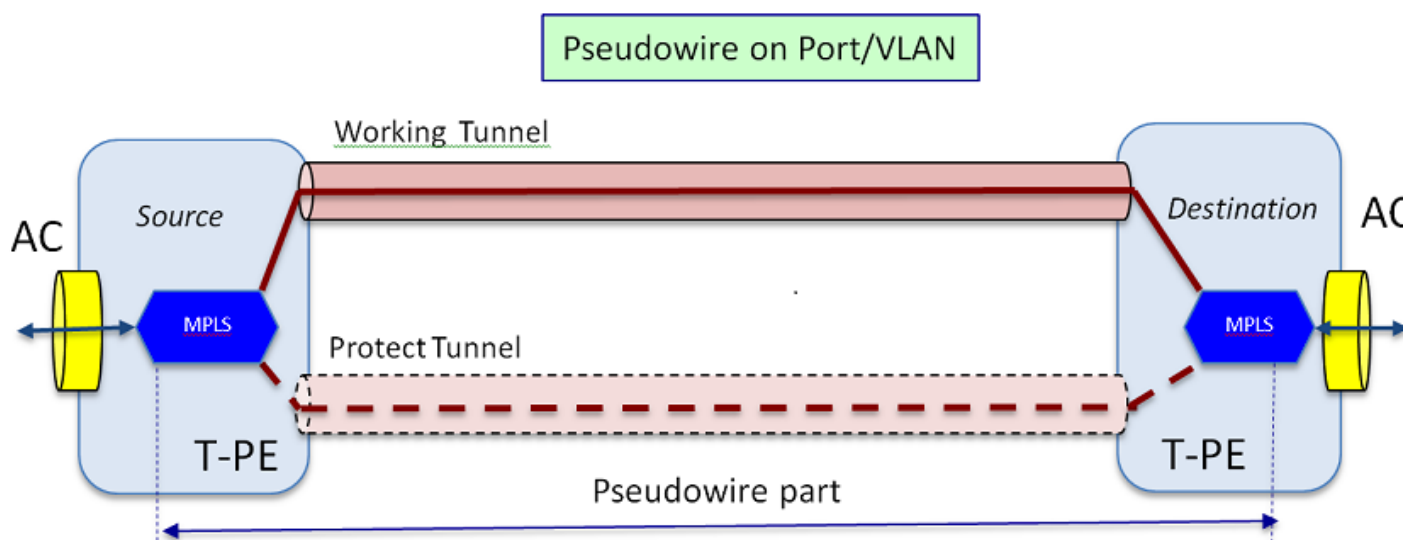 Pseudowire on Port/VLAN
Working Tunnel
Source
Destination
AC
AC
MPLS
MPLS
Protect Tunnel
T-PE
T-PE
Pseudowire part